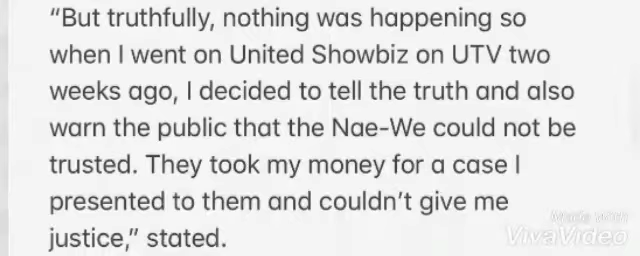 “But truthfully, nothing was happening so
when I went on United Showbiz on UTV two
weeks ago, I decided to tell the truth and also
warn the public that the Nae-We could not be
trusted. They took my money for a case I
presented to them and couldn’t give me
justice,” stated.
Made With
VivaVideo